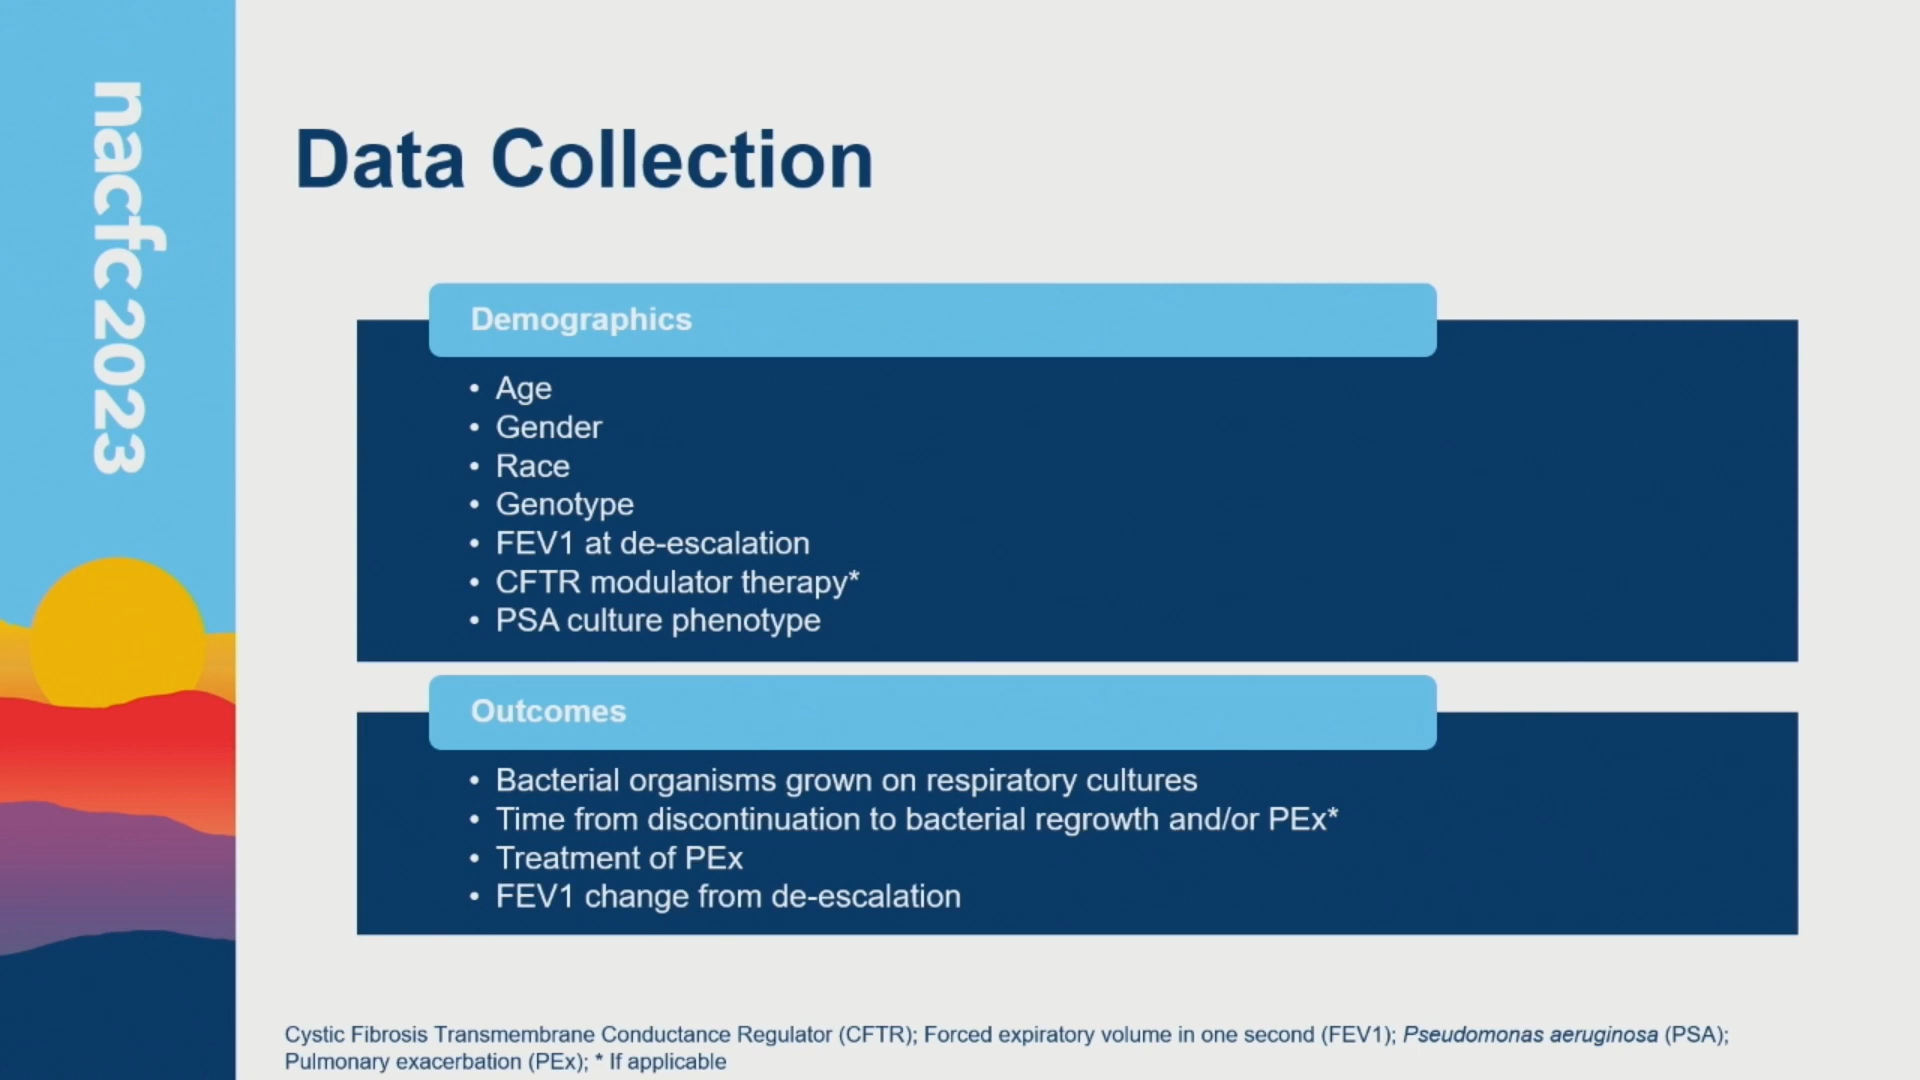 nacfc 2023
Data Collection
Demographics
• Age
• Gender
• Race
• Genotype
• FEV1 at de-escalation
• CFTR modulator therapy*
• PSA culture phenotype
Outcomes
• Bacterial organisms grown on respiratory cultures
• Time from discontinuation to bacterial regrowth and/or PEx*
• Treatment of PEx
• FEV1 change from de-escalation
Cystic Fibrosis Transmembrane Conductance Regulator (CFTR); Forced expiratory volume in one second (FEV1); Pseudomonas aeruginosa (PSA);
Pulmonary exacerbation (PEx); * If applicable